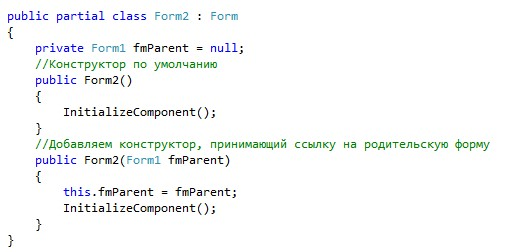 public partial class Form2 : Form
{
    private Form1 fmParent = null;
    //Конструктор по умолчанию
    public Form2()
    {
        InitializeComponent();
    }
    //Добавляем конструктор, принимающий ссылку на родительскую форму
    public Form2(Form1 fmParent)
    {
        this.fmParent = fmParent;
        InitializeComponent();
    }
}